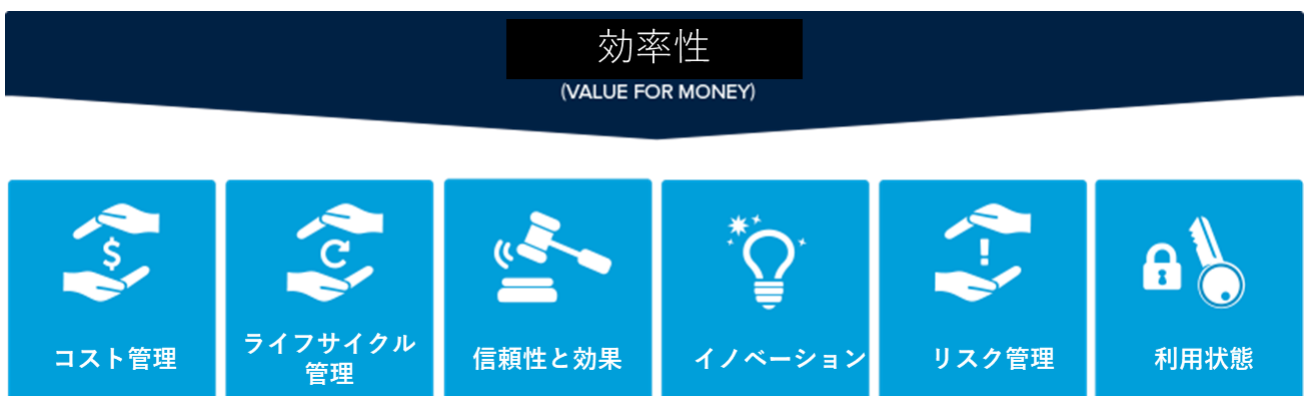 効率性
(VALUE FOR MONEY)
コスト管理
ライフサイクル
管理
信頼性と効果
イノベーション
リスク管理
利用状態